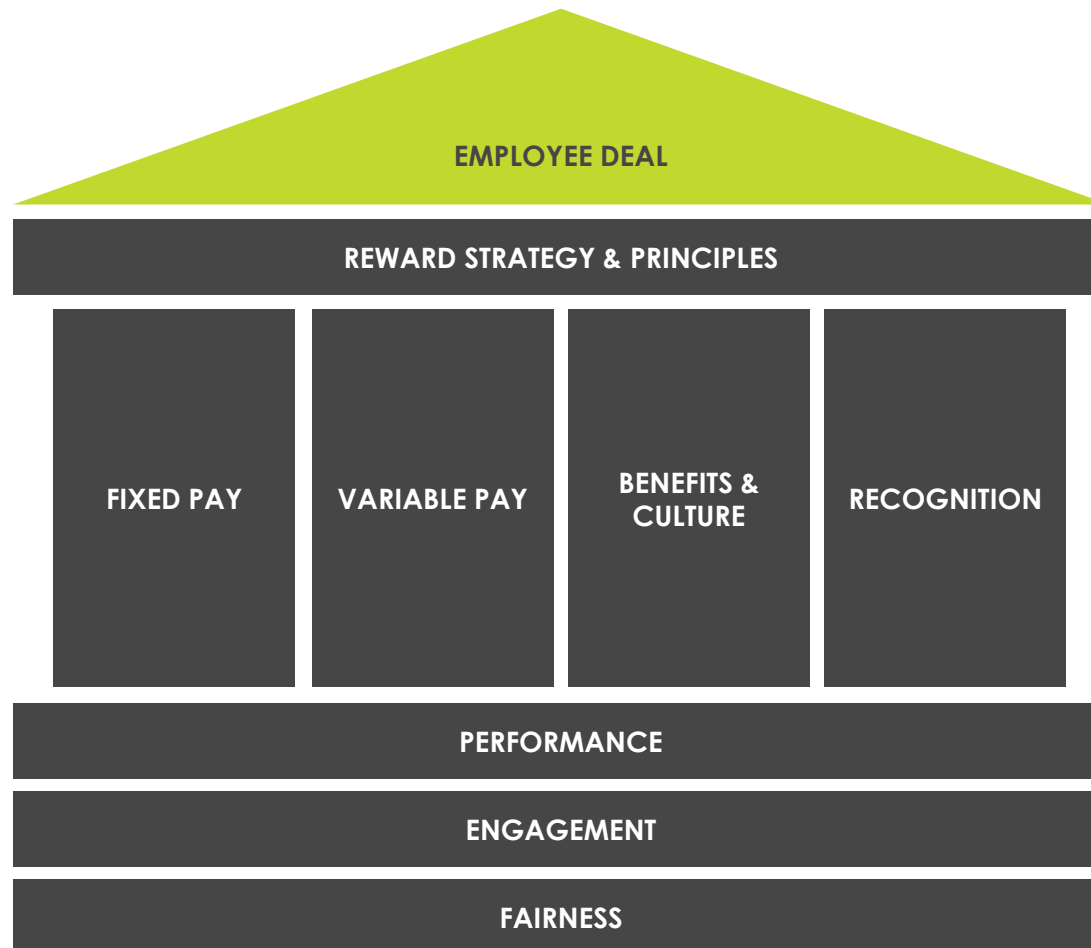 EMPLOYEE DEAL
REWARD STRATEGY & PRINCIPLES
FIXED PAY
VARIABLE PAY
BENEFITS &
CULTURE
RECOGNITION
PERFORMANCE
ENGAGEMENT
FAIRNESS